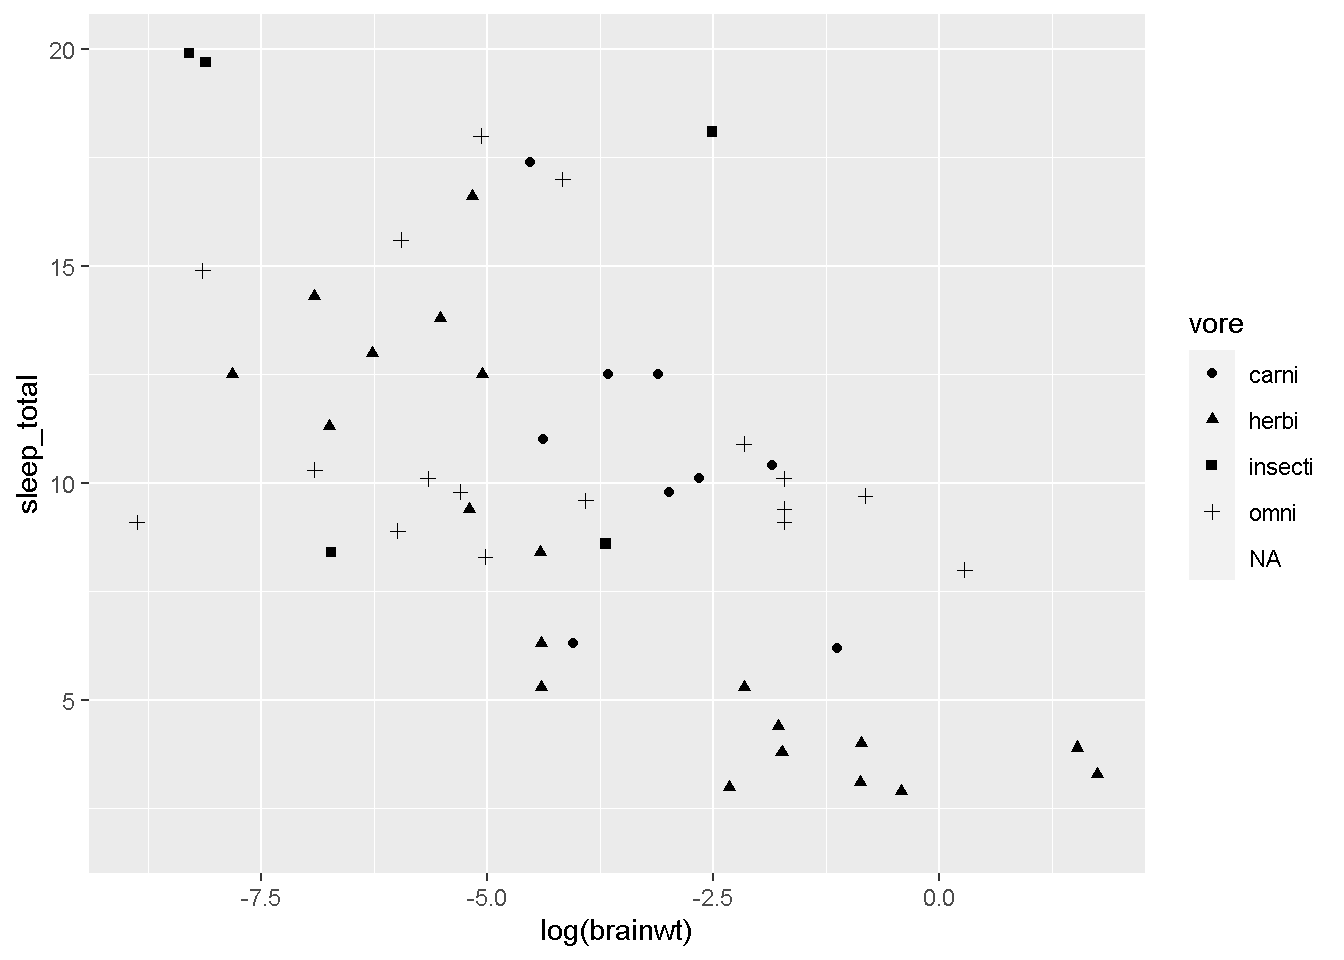 20
15
10
5
sleep_total
-7.5 -5.0 -2.5 0.0
log(brainwt)
vore
carni
herbi
insecti
omni
NA